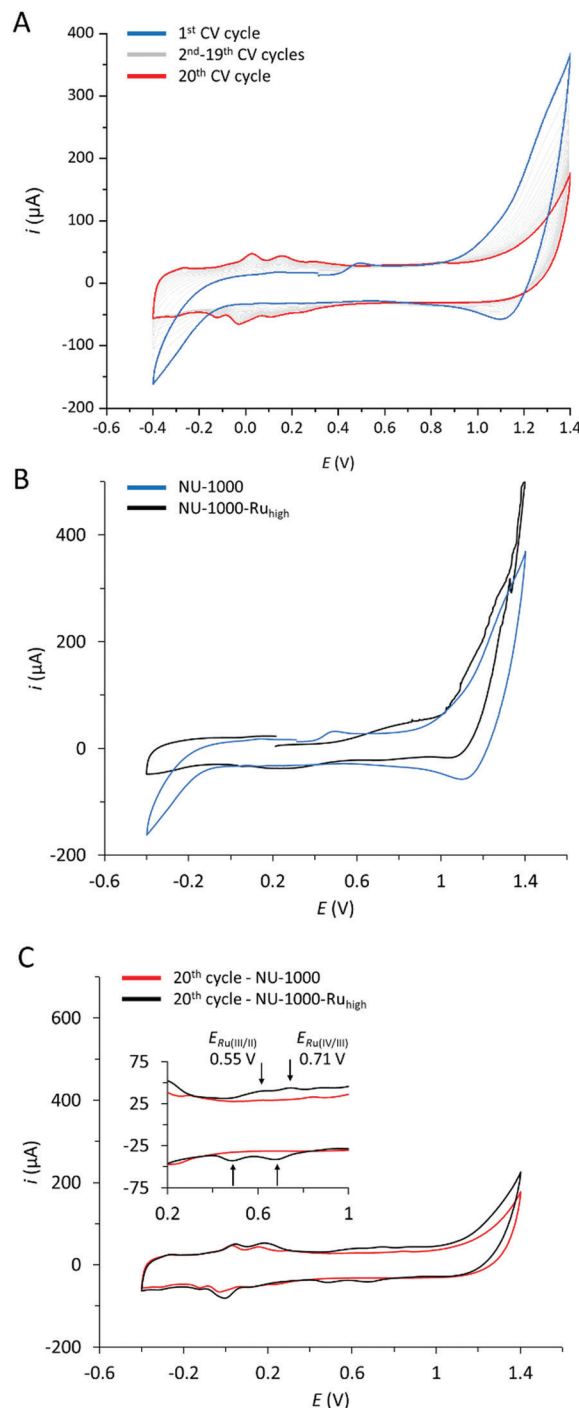 A
1st CV cycle
2nd-19th CV cycles
20th CV cycle
400
300
200
100
0
-100
-200
i (µA)
-0.6 -0.4 -0.2 0.0 0.2 0.4 0.6 0.8 1.0 1.2 1.4
E (V)
B
NU-1000
NU-1000-Ruhigh
400
200
0
-200
i (µA)
-0.6 -0.2 0.2 0.6 1 1.4
E (V)
C
20th cycle - NU-1000
20th cycle - NU-1000-Ruhigh
600
400
200
0
-200
i (µA)
ERu(III/II) ERu(IV/III)
0.55 V 0.71 V
75
25
-25
-75
0.2 0.6 1
-0.6 -0.2 0.2 0.6 1 1.4
E (V)